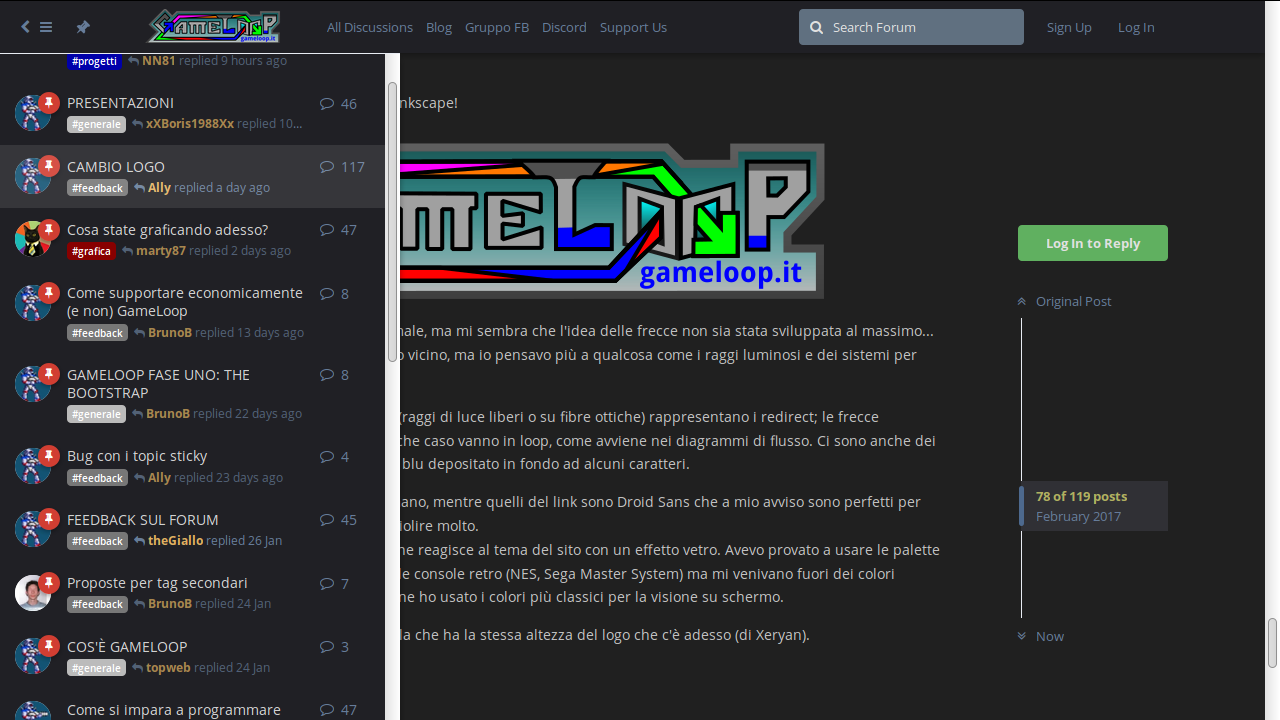 GAMELOOP
gameloop.it
All Discussions
Blog
Gruppo FB
Discord
Support Us
Search Forum
Sign Up
Log In
#progetti NN81 replied 9 hours ago
PRESENTAZIONI 46
#generale xXBoris1988Xx replied 10...
CAMBIO LOGO 117
#feedback Ally replied a day ago
Cosa state graficando adesso? 47
#grafica marty87 replied 2 days ago
Come supportare economicamente 8
(e non) GameLoop
#feedback BrunoB replied 13 days ago
GAMELOOP FASE UNO: THE 8
BOOTSTRAP
#generale BrunoB replied 22 days ago
Bug con i topic sticky 4
#feedback Ally replied 23 days ago
FEEDBACK SUL FORUM 45
#feedback theGiallo replied 26 Jan
Proposte per tag secondari 7
#feedback BrunoB replied 24 Jan
COS'È GAMELOOP 3
#generale topweb replied 24 Jan
Come si impara a programmare 47
nkscape!
AMELOOP
gameloop.it
nale, ma mi sembra che l'idea delle frecce non sia stata sviluppata al massimo...
o vicino, ma io pensavo più a qualcosa come i raggi luminosi e dei sistemi per
(raggi di luce liberi o su fibre ottiche) rappresentano i redirect; le frecce
che caso vanno in loop, come avviene nei diagrammi di flusso. Ci sono anche dei
blu depositato in fondo ad alcuni caratteri.
ano, mentre quelli del link sono Droid Sans che a mio avviso sono perfetti per
iolire molto.
he reagisce al tema del sito con un effetto vetro. Avevo provato a usare le palette
le console retro (NES, Sega Master System) ma mi venivano fuori dei colori
ne ho usato i colori più classici per la visione su schermo.
la che ha la stessa altezza del logo che c'è adesso (di Xeryan).
Log In to Reply
Original Post
78 of 119 posts
February 2017
Now